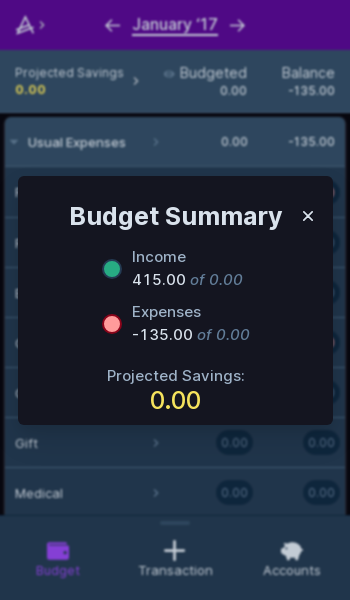 January '17
Projected Savings
0.00
Budgeted
0.00
Balance
-135.00
Usual Expenses 0.00 -135.00
Budget Summary
Income
415.00 of 0.00
Expenses
-135.00 of 0.00
Projected Savings:
0.00
Gift 0.00 0.00
Medical 0.00 0.00
Budget Transaction Accounts